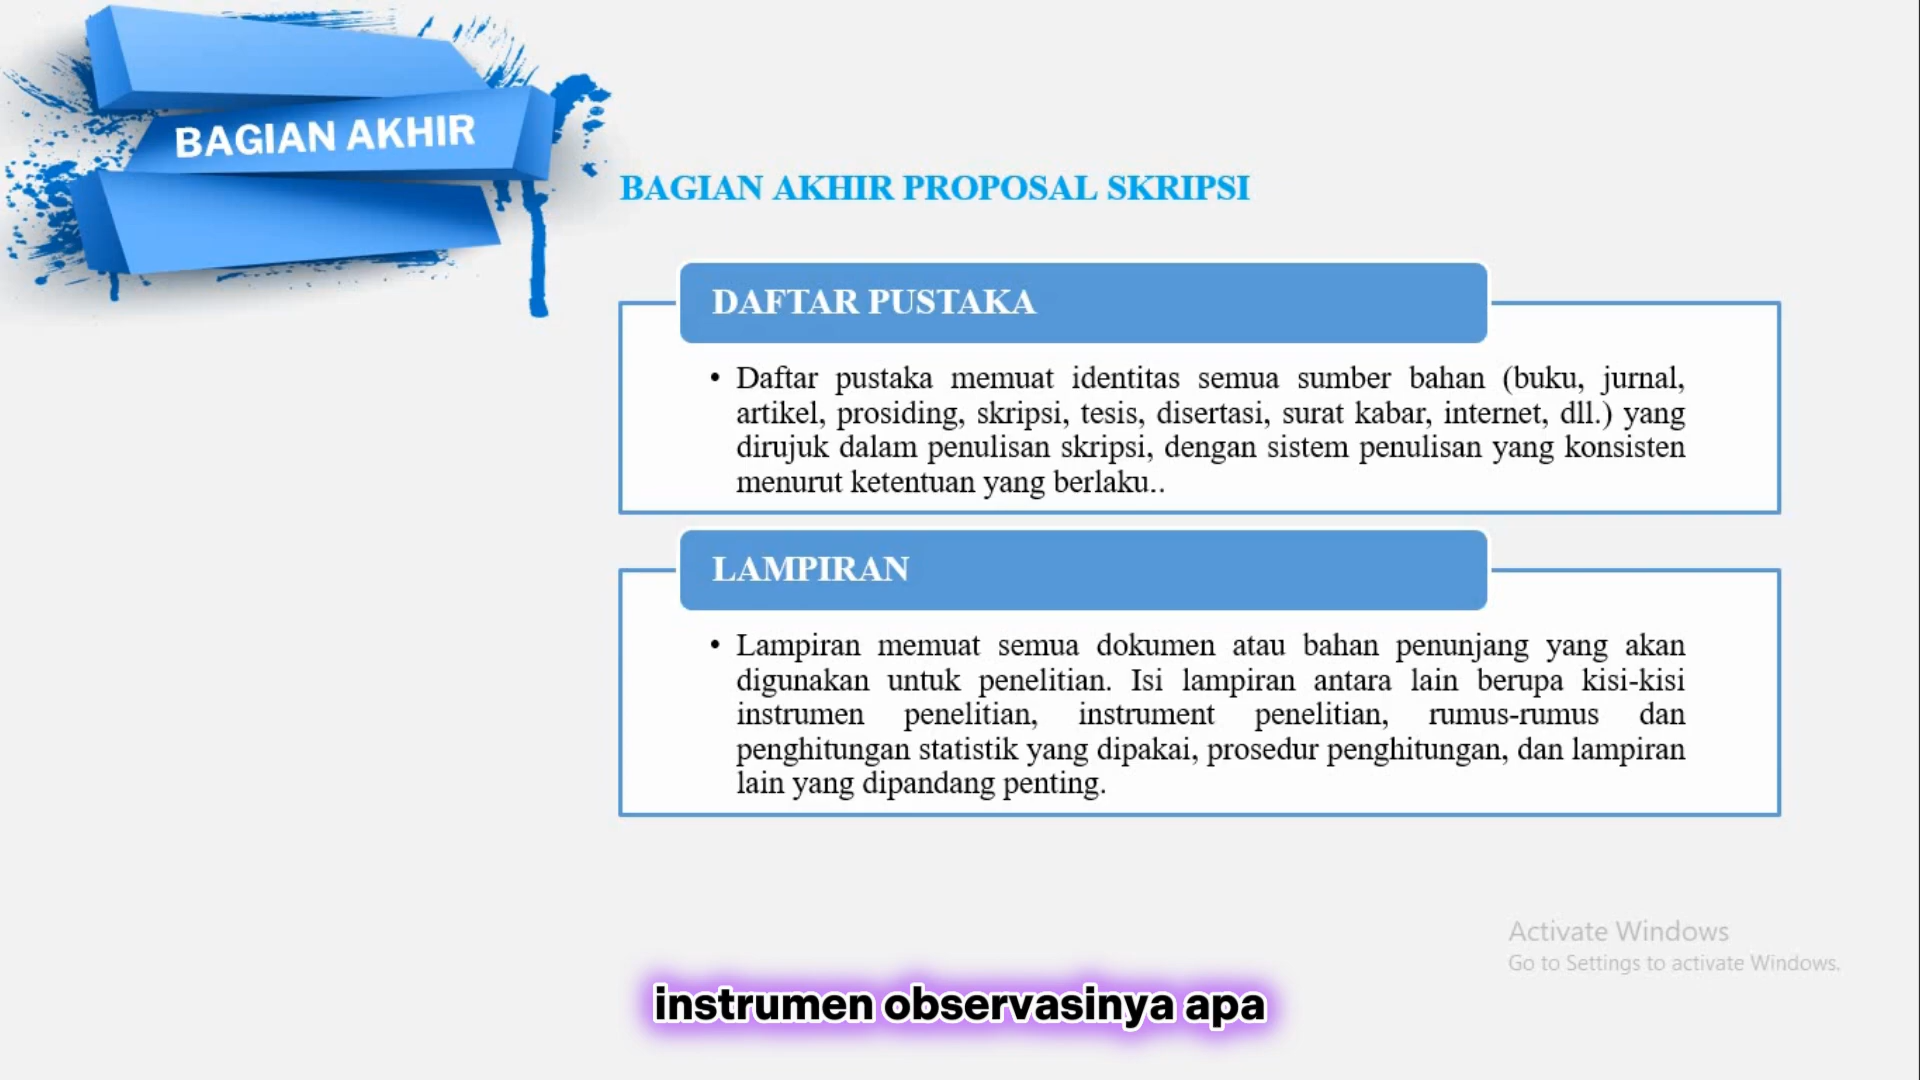 BAGIAN AKHIR
BAGIAN AKHIR PROPOSAL SKRIPSI
DAFTAR PUSTAKA
• Daftar pustaka memuat identitas semua sumber bahan (buku, jurnal,
artikel, prosiding, skripsi, tesis, disertasi, surat kabar, internet, dll.) yang
dirujuk dalam penulisan skripsi, dengan sistem penulisan yang konsisten
menurut ketentuan yang berlaku..
LAMPIRAN
• Lampiran memuat semua dokumen atau bahan penunjang yang akan
digunakan untuk penelitian. Isi lampiran antara lain berupa kisi-kisi
instrumen penelitian, instrument penelitian, rumus-rumus dan
penghitungan statistik yang dipakai, prosedur penghitungan, dan lampiran
lain yang dipandang penting.
Activate Windows
Go to Settings to activate Windows.
instrumen observasinya apa